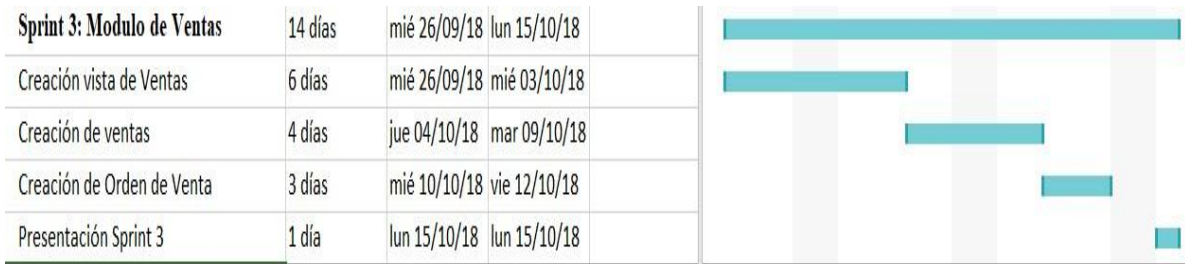 Sprint 3: Modulo de Ventas 14 días mié 26/09/18 lun 15/10/18
Creación vista de Ventas 6 días mié 26/09/18 mié 03/10/18
Creación de ventas 4 días jue 04/10/18 mar 09/10/18
Creación de Orden de Venta 3 días mié 10/10/18 vie 12/10/18
Presentación Sprint 3 1 día lun 15/10/18 lun 15/10/18